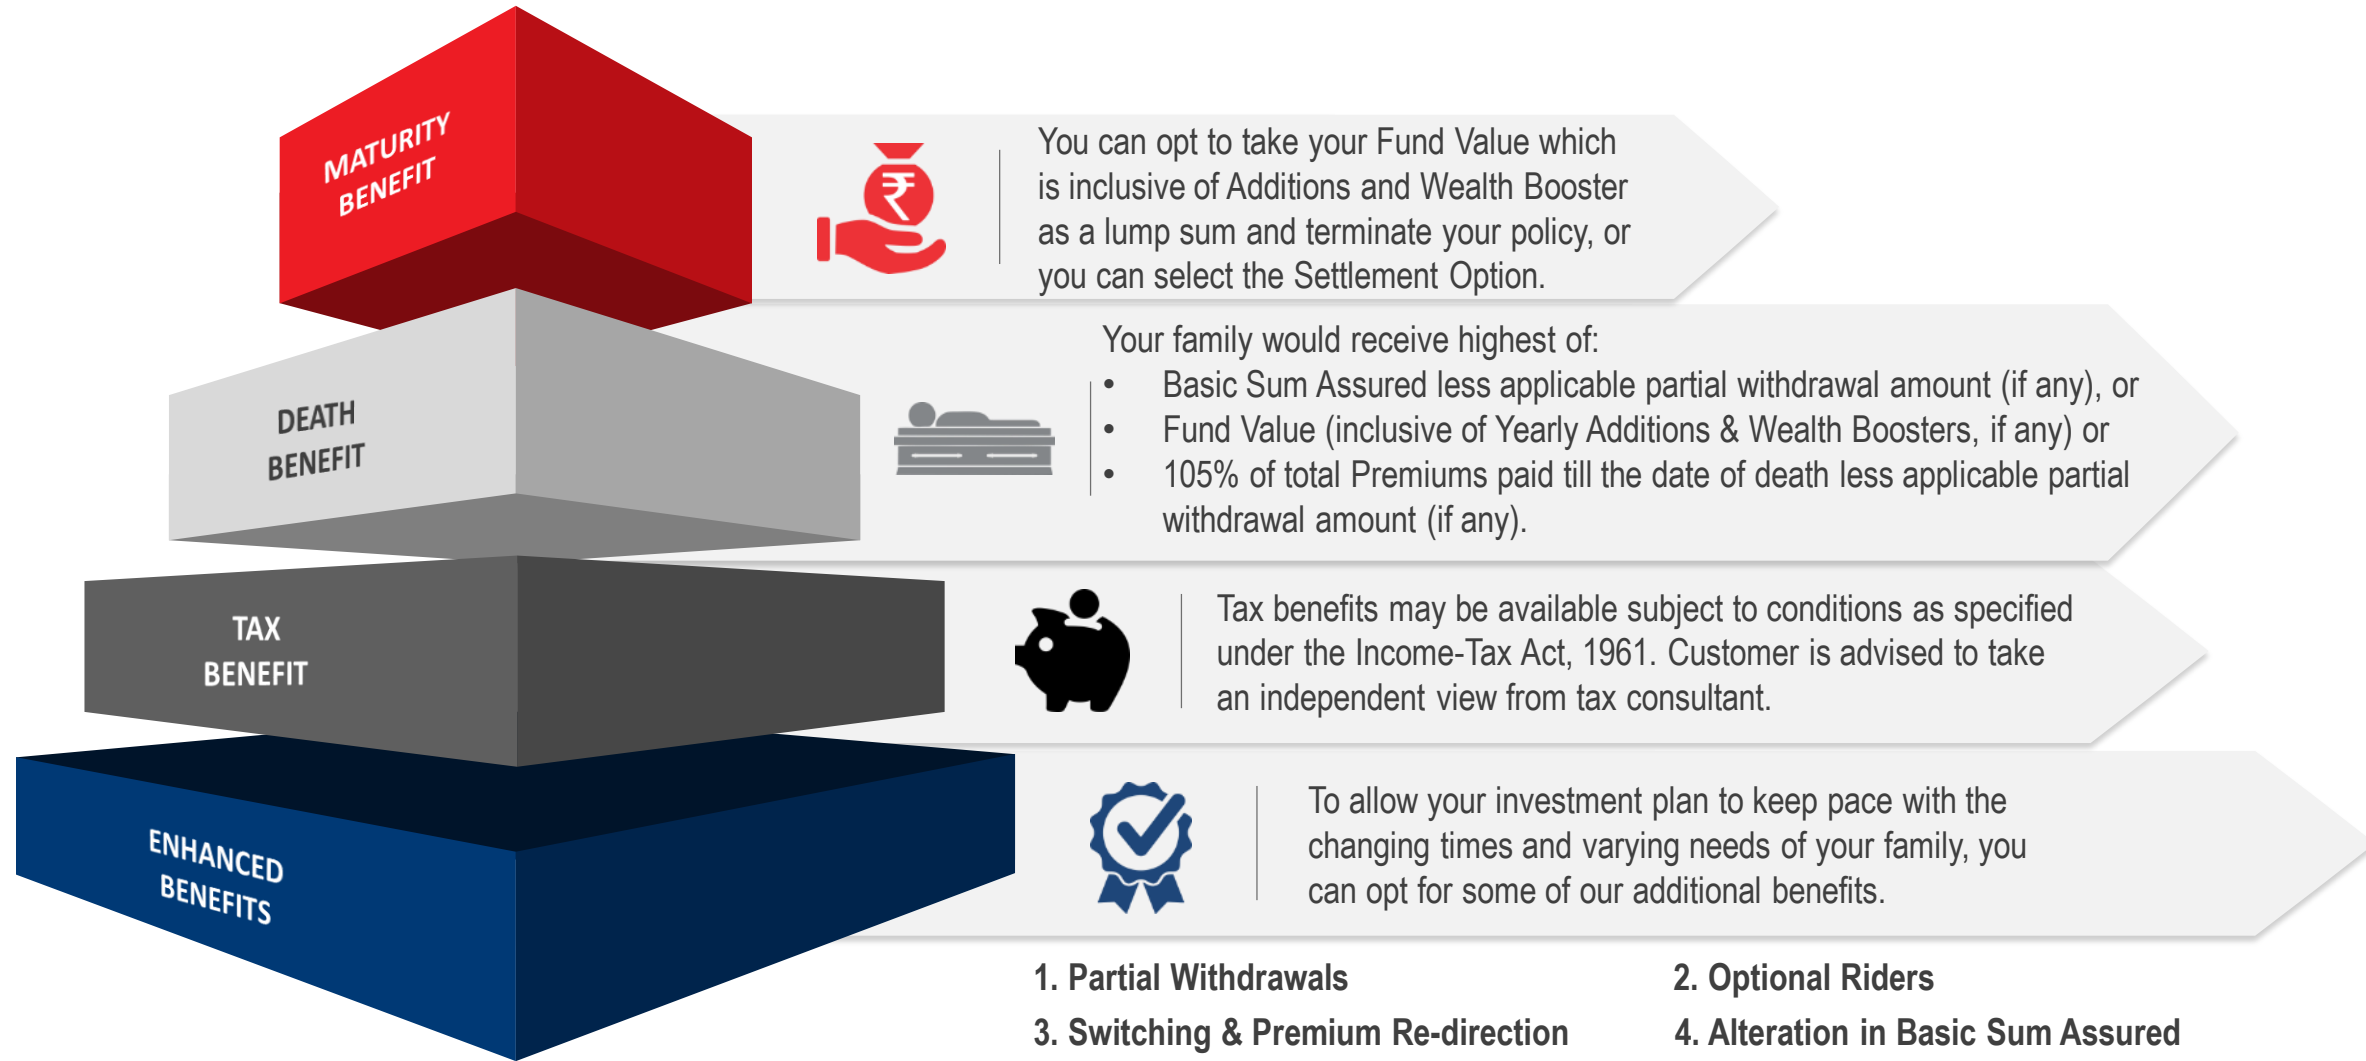 MATURITY
BENEFIT
You can opt to take your Fund Value which
is inclusive of Additions and Wealth Booster
as a lump sum and terminate your policy, or
you can select the Settlement Option.
DEATH
BENEFIT
Your family would receive highest of:
• Basic Sum Assured less applicable partial withdrawal amount (if any), or
• Fund Value (inclusive of Yearly Additions & Wealth Boosters, if any) or
• 105% of total Premiums paid till the date of death less applicable partial
withdrawal amount (if any).
TAX
BENEFIT
Tax benefits may be available subject to conditions as specified
under the Income-Tax Act, 1961. Customer is advised to take
an independent view from tax consultant.
ENHANCED
BENEFITS
To allow your investment plan to keep pace with the
changing times and varying needs of your family, you
can opt for some of our additional benefits.
1. Partial Withdrawals
2. Optional Riders
3. Switching & Premium Re-direction
4. Alteration in Basic Sum Assured
₹